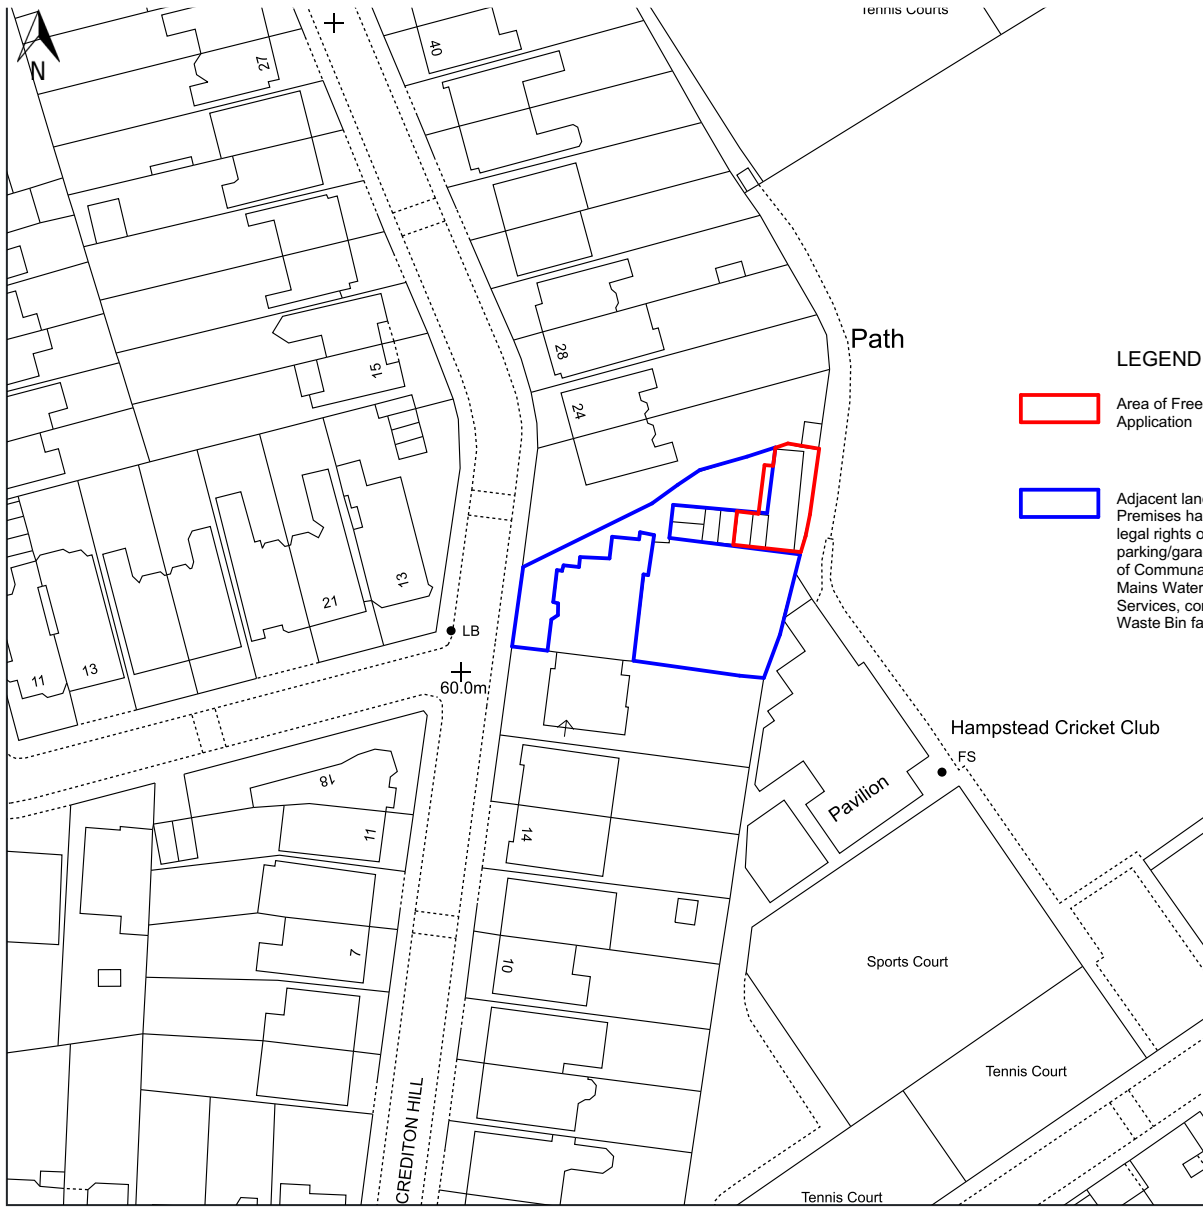 Tennis Courts
40
27
N
Path
28
LEGEND
15
24
Area of Free
Application
Adjacent lan
Premises ha
legal rights o
parking/gara
of Communa
Mains Water
Services, co
Waste Bin fa
13
21
LB
11
13
60.0m
Hampstead Cricket Club
FS
18
Pavilion
11
14
7
10
Sports Court
Tennis Court
CREDITON HILL
Tennis Court